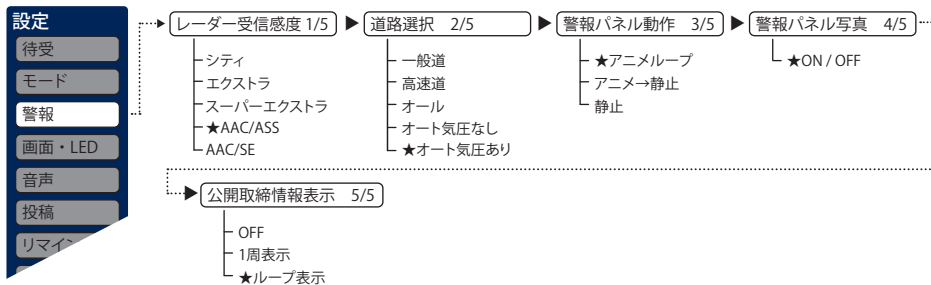 設定
待受
モード
警報
画面・LED
音声
投稿
リマイン
レーダー受信感度 1/5
シティ
エクストラ
スーパーエクストラ
★AAC/ASS
AAC/SE
道路選択 2/5
一般道
高速道
オール
オート気圧なし
★オート気圧あり
警報パネル動作 3/5
★アニメループ
アニメ→静止
静止
警報パネル写真 4/5
★ON / OFF
公開取締情報表示 5/5
OFF
1周表示
★ループ表示